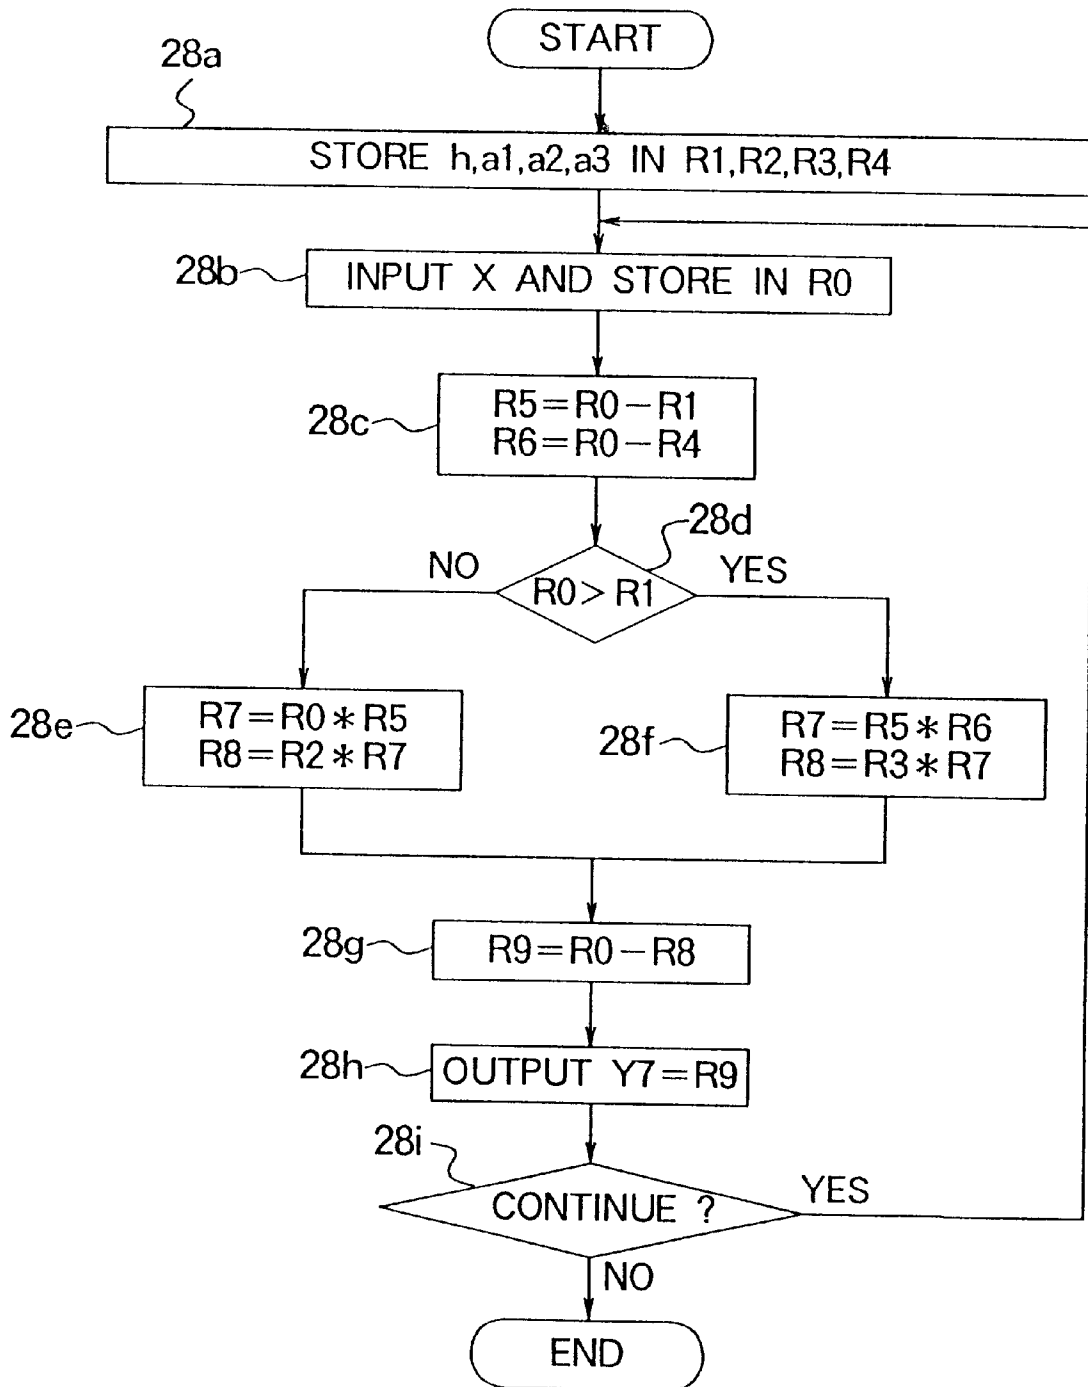 START
28a
STORE h,a1,a2,a3 IN R1,R2,R3,R4
28b
INPUT X AND STORE IN R0
28c
R5=R0-R1
R6=R0-R4
28d
NO
YES
R0>R1
28e
R7=R0*R5
R8=R2*R7
28f
R7=R5*R6
R8=R3*R7
28g
R9=R0-R8
28h
OUTPUT Y7=R9
28i
CONTINUE ?
YES
NO
END